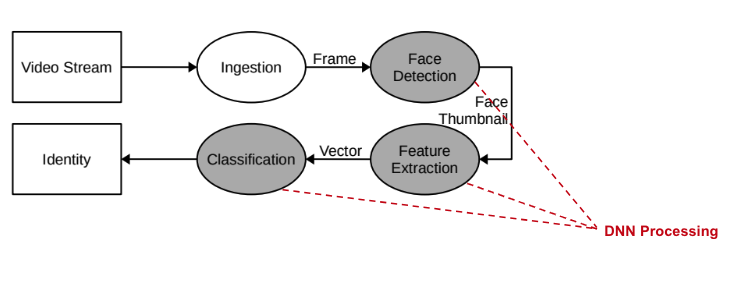 Video Stream
Ingestion
Frame
Face
Detection
Face
Thumbnail
Identity
Classification
Vector
Feature
Extraction
DNN Processing